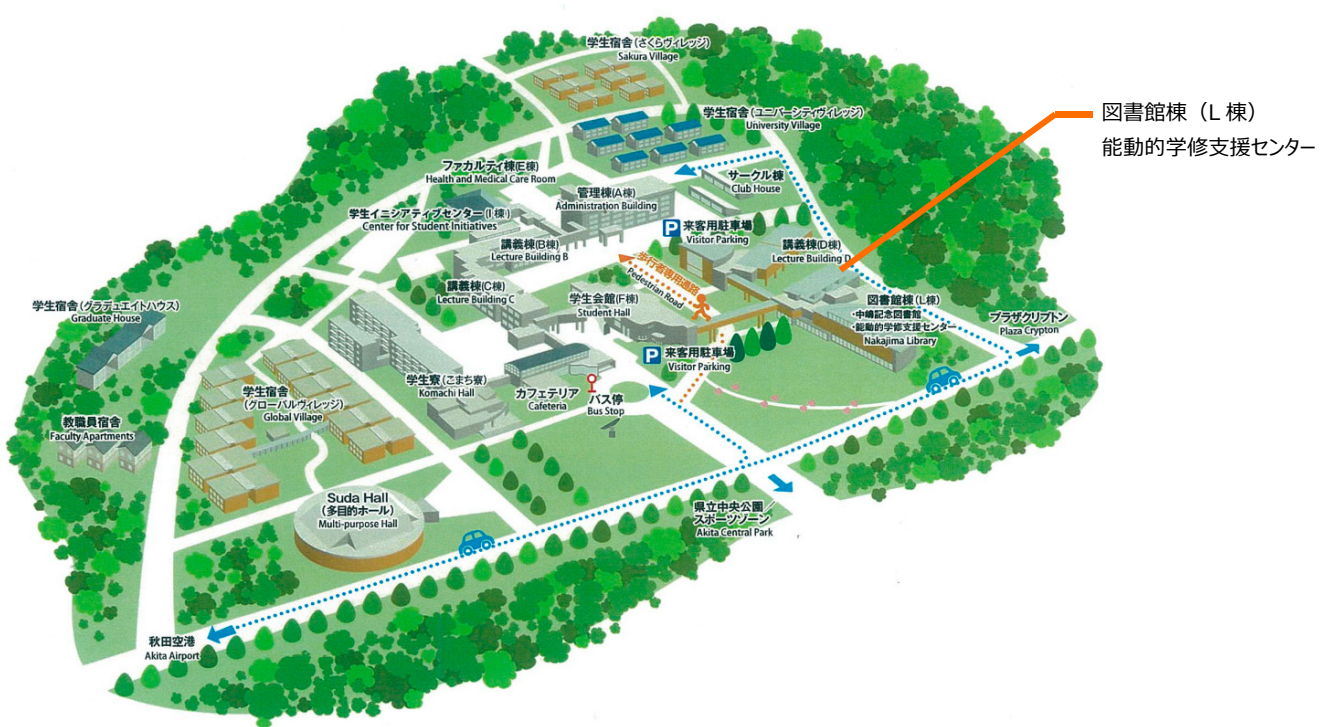 学生宿舎(さくらヴィレッジ)
Sakura Village
学生宿舎(ユニバーシティヴィレッジ)
University Village
図書館棟（L 棟）
能動的学修支援センター
ファカルティ棟(E棟)
Health and Medical Care Room
サークル棟
Club House
管理棟(A棟)
Administration Building
学生イニシアティブセンター(I 棟)
Center for Student Initiatives
P 来客用駐車場
Visitor Parking
講義棟(B棟)
Lecture Building B
講義棟(D棟)
Lecture Building D
歩行者専用通路
Pedestrian Road
講義棟(C棟)
Lecture Building C
学生会館(F棟)
Student Hall
学生宿舎(グラデュエイトハウス)
Graduate House
図書館棟(L棟)
・中嶋記念図書館
・能動的学修支援センター
Nakajima Library
プラザクリプトン
Plaza Crypton
P 来客用駐車場
Visitor Parking
学生寮(こまち寮)
Komachi Hall
カフェテリア
Cafeteria
バス停
Bus Stop
学生宿舎
(グローバルヴィレッジ)
Global Village
教職員宿舎
Faculty Apartments
Suda Hall
(多目的ホール)
Multi-purpose Hall
県立中央公園
スポーツゾーン
Akita Central Park
秋田空港
Akita Airport